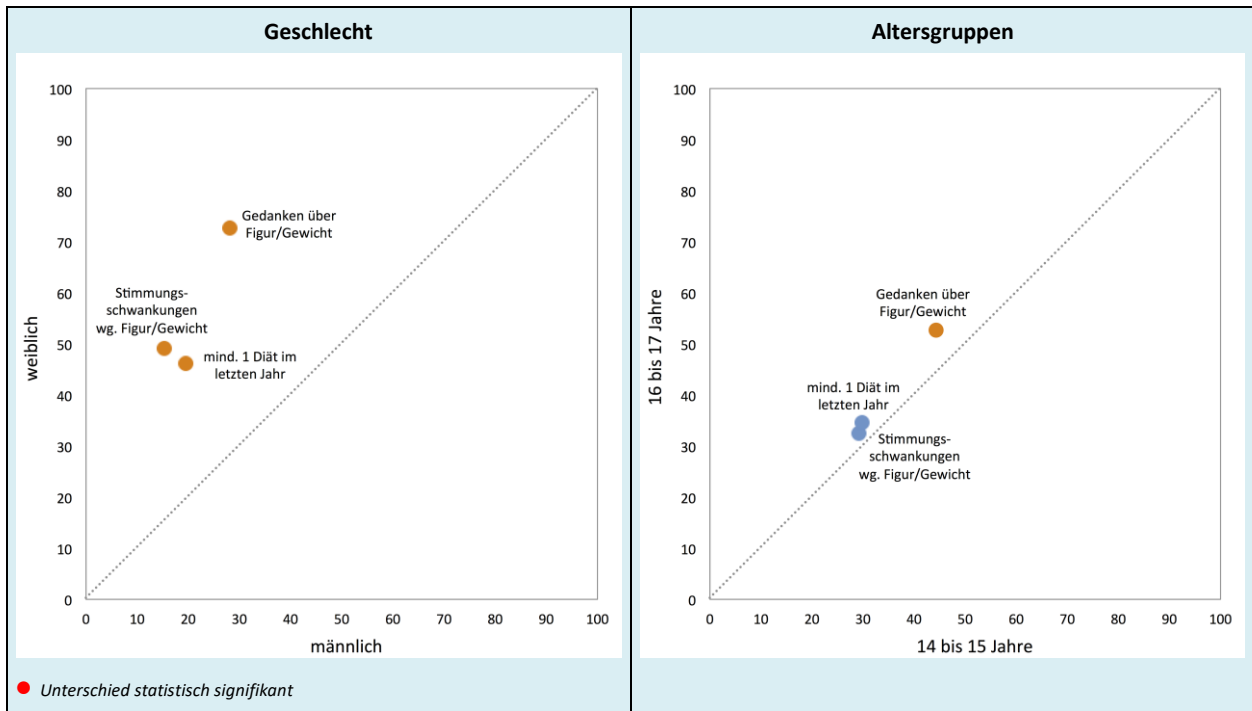 Geschlecht
100
90
80
70
60
50
40
30
20
10
0
weiblich
Gedanken über
Figur/Gewicht
Stimmungs-
schwankungen
wg. Figur/Gewicht
mind. 1 Diät im
letzten Jahr
0 10 20 30 40 50 60 70 80 90 100
männlich
Unterschied statistisch signifikant
Altersgruppen
100
90
80
70
60
50
40
30
20
10
0
16 bis 17 Jahre
Gedanken über
Figur/Gewicht
mind. 1 Diät im
letzten Jahr
Stimmungs-
schwankungen
wg. Figur/Gewicht
0 10 20 30 40 50 60 70 80 90 100
14 bis 15 Jahre